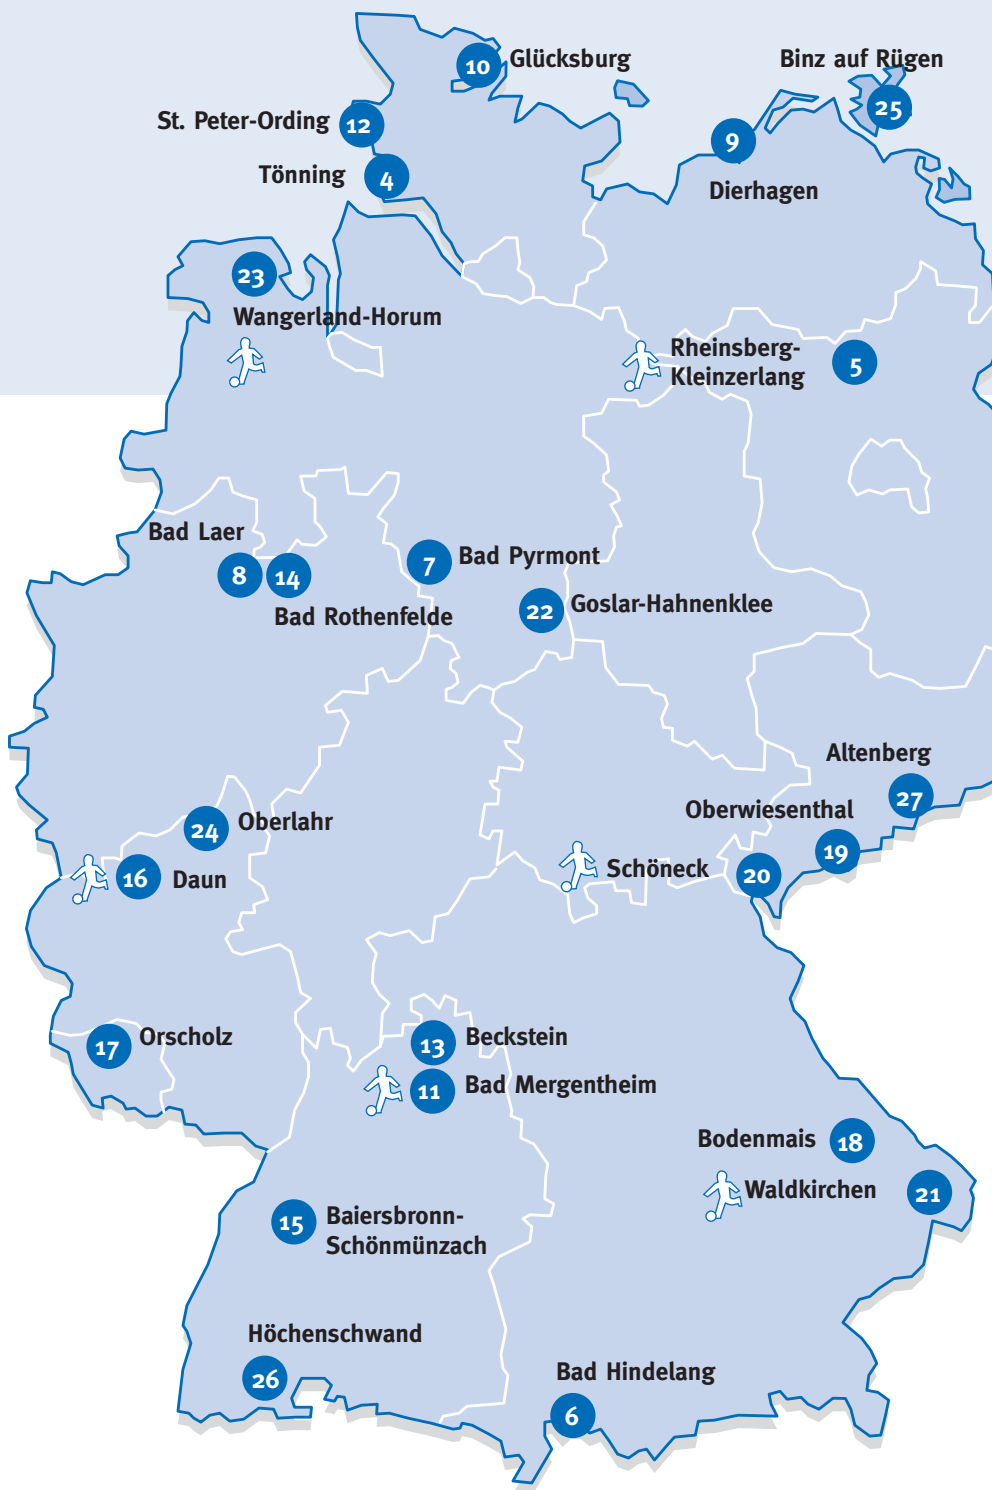 10 Glücksburg
Binz auf Rügen
25
St. Peter-Ording 12
9
Tönning 4
Dierhagen
23
Wangerland-Horum
Rheinsberg-
Kleinzerlang
5
Bad Laer
8 14
Bad Rothenfelde
7 Bad Pyrmont
22 Goslar-Hahnenklee
Altenberg
27
Oberwiesenthal
19
24 Oberlahr
16 Daun
Schöneck 20
17 Orscholz
13 Beckstein
11 Bad Mergentheim
Bodenmais 18
Waldkirchen 21
15 Baiersbronn-
Schönmünzach
Höchenschwand
26
Bad Hindelang
6